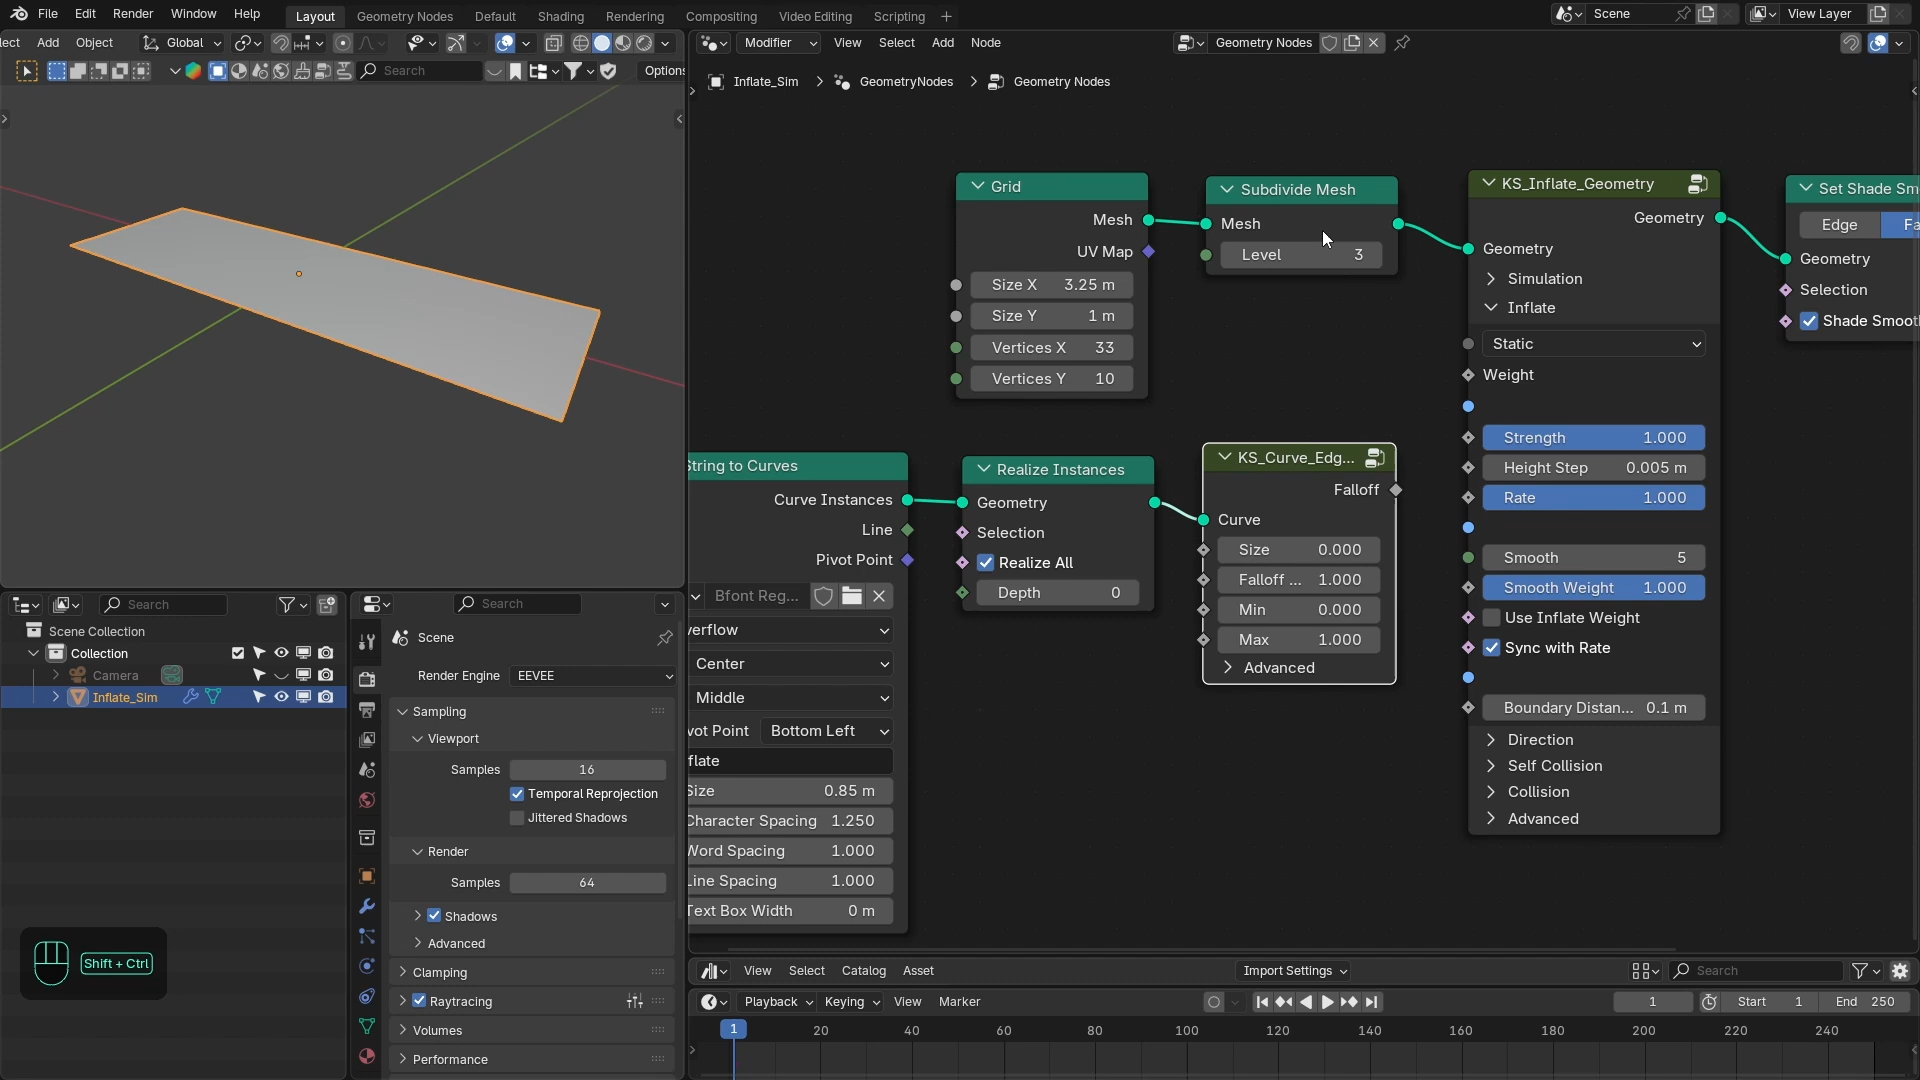 File Edit Render Window Help Layout Geometry Nodes Default Shading Rendering Compositing Video Editing Scripting + Scene View Layer
lect Add Object Global
Search Options
Modifier View Select Add Node Geometry Nodes
Inflate_Sim > GeometryNodes > Geometry Nodes
Grid
Mesh
UV Map
Size X 3.25 m
Size Y 1 m
Vertices X 33
Vertices Y 10
Subdivide Mesh
Mesh
Level 3
KS_Inflate_Geometry
Geometry
Geometry
Simulation
Inflate
Static
Weight
Strength 1.000
Height Step 0.005 m
Rate 1.000
Smooth 5
Smooth Weight 1.000
Use Inflate Weight
Sync with Rate
Boundary Distan... 0.1 m
Direction
Self Collision
Collision
Advanced
Set Shade Sm
Edge Fa
Geometry
Selection
Shade Smoot
String to Curves
Curve Instances
Line
Pivot Point
Bfont Reg...
verflow
Center
Middle
vot Point Bottom Left
flate
Size 0.85 m
Character Spacing 1.250
Word Spacing 1.000
Line Spacing 1.000
Text Box Width 0 m
Realize Instances
Geometry
Selection
Realize All
Depth 0
KS_Curve_Edg...
Falloff
Curve
Size 0.000
Falloff ... 1.000
Min 0.000
Max 1.000
Advanced
Search
Scene Collection
Collection
Camera
Inflate_Sim
Shift + Ctrl
Search
Scene
Render Engine EEVEE
Sampling
Viewport
Samples 16
Temporal Reprojection
Jittered Shadows
Render
Samples 64
Shadows
Advanced
Clamping
Raytracing
Volumes
Performance
View Select Catalog Asset Import Settings Search
Playback Keying View Marker 1 Start 1 End 250
1 20 40 60 80 100 120 140 160 180 200 220 240